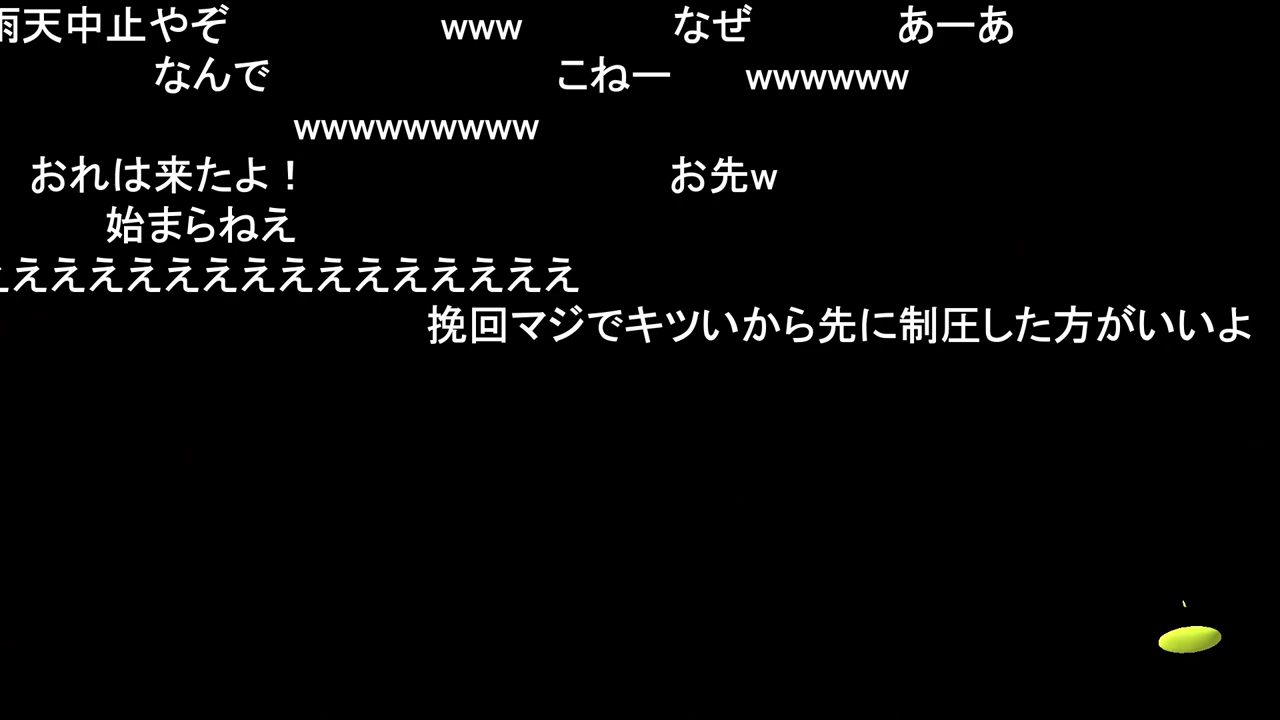 雨天中止やぞ www なぜ あーあ
なんで こねー wwwwww
wwwwwwwww
おれは来たよ！ お先w
始まらねえ
ええええええええええええええええ
挽回マジでキツいから先に制圧した方がいいよ